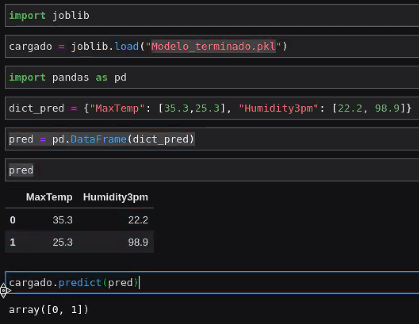 import joblib
cargado = joblib.load("Modelo_terminado.pkl")
import pandas as pd
dict_pred = {"MaxTemp": [35.3,25.3], "Humidity3pm": [22.2, 98.9]}
pred = pd.DataFrame(dict_pred)
pred
MaxTemp Humidity3pm
0 35.3 22.2
1 25.3 98.9
cargado.predict(pred)
array([0, 1])